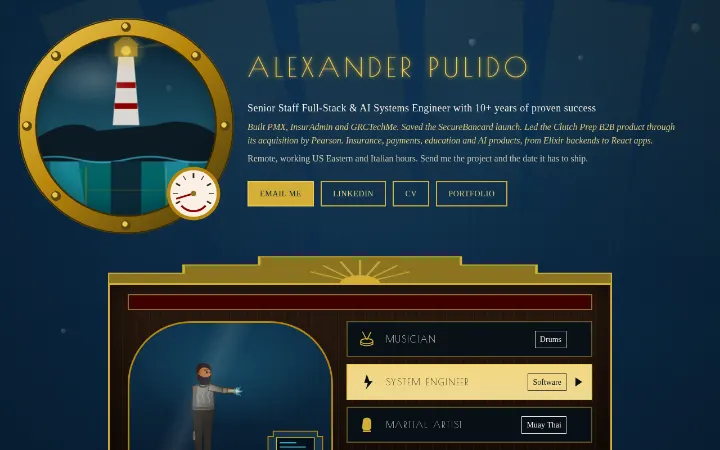 ALEXANDER PULIDO
Senior Staff Full-Stack & AI Systems Engineer with 10+ years of proven success
Built PMX, InsurAdmin and GRCTechMe. Saved the SecureBancard launch. Led the Clutch Prep B2B product through
its acquisition by Pearson. Insurance, payments, education and AI products, from Elixir backends to React apps.
Remote, working US Eastern and Italian hours. Send me the project and the date it has to ship.
EMAIL ME
LINKEDIN
CV
PORTFOLIO
MUSICIAN
Drums
SYSTEM ENGINEER
Software
MARTIAL ARTIST
Muay Thai